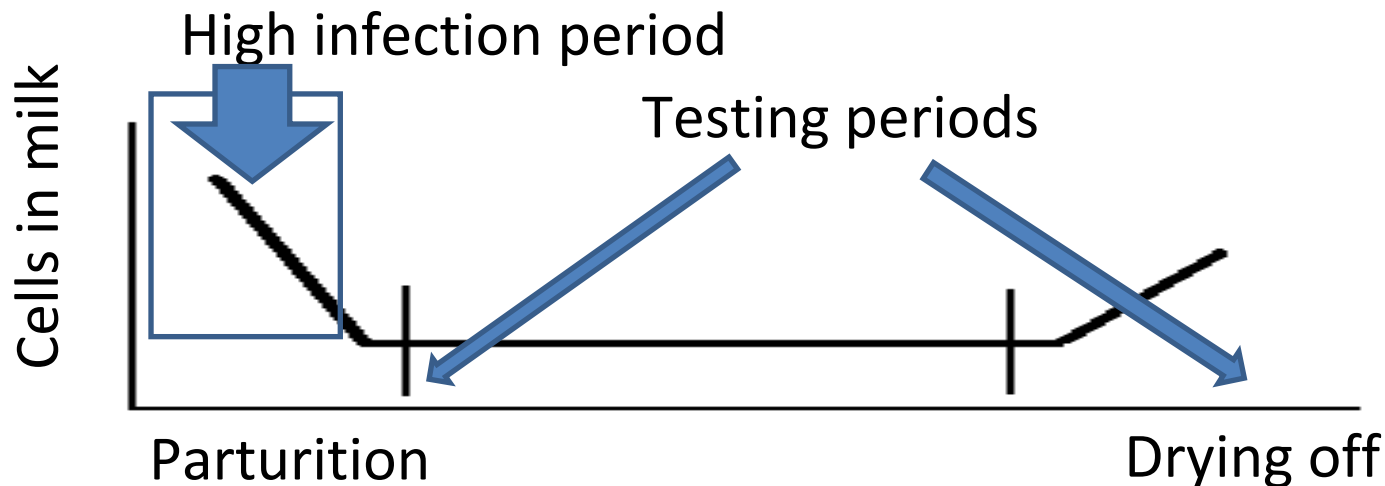 High infection period
Cells in milk
Testing periods
Parturition
Drying off